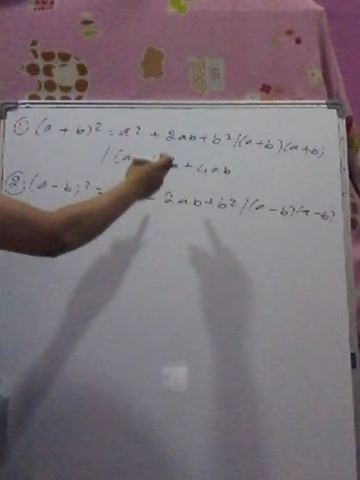 ① (a + b)² = a² + 2ab + b² / (a+b) (a+b)
/ (a + 4ab
②. (a - b)² = - 2ab + b² / (a - b) (a - b)